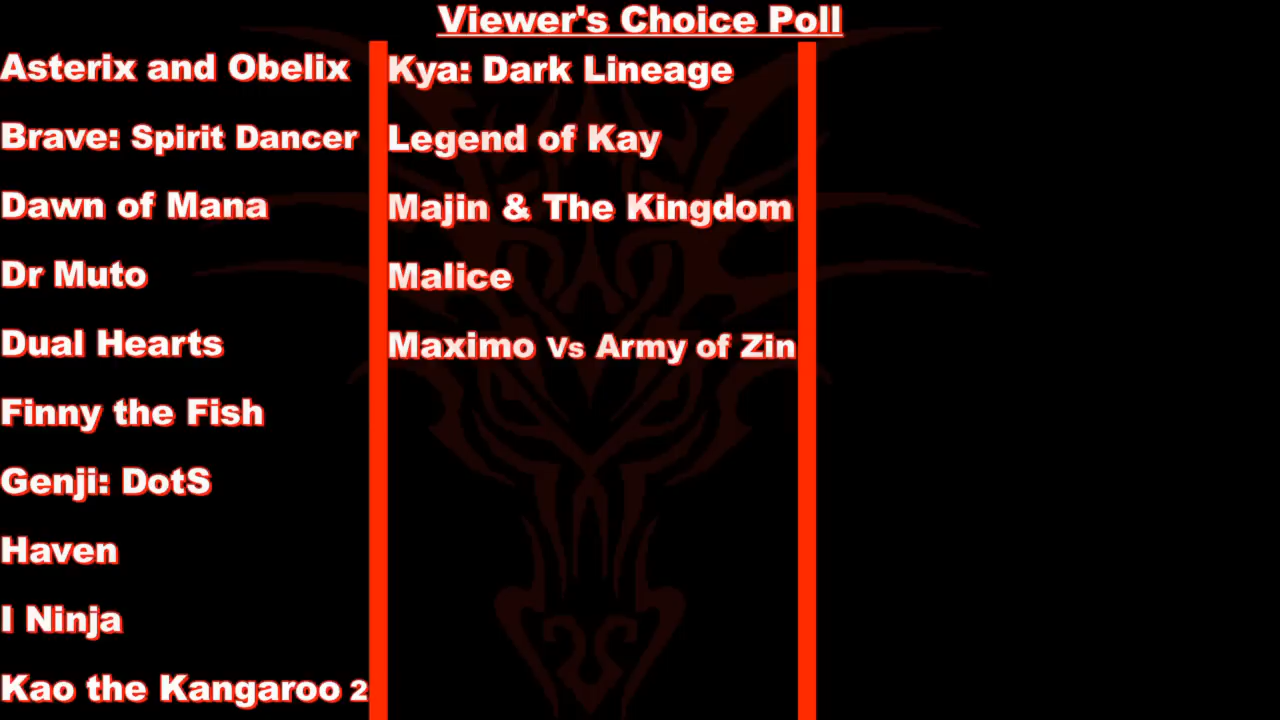 Viewer's Choice Poll
Asterix and Obelix
Brave: Spirit Dancer
Dawn of Mana
Dr Muto
Dual Hearts
Finny the Fish
Genji: DotS
Haven
I Ninja
Kao the Kangaroo 2
Kya: Dark Lineage
Legend of Kay
Majin & The Kingdom
Malice
Maximo Vs Army of Zin